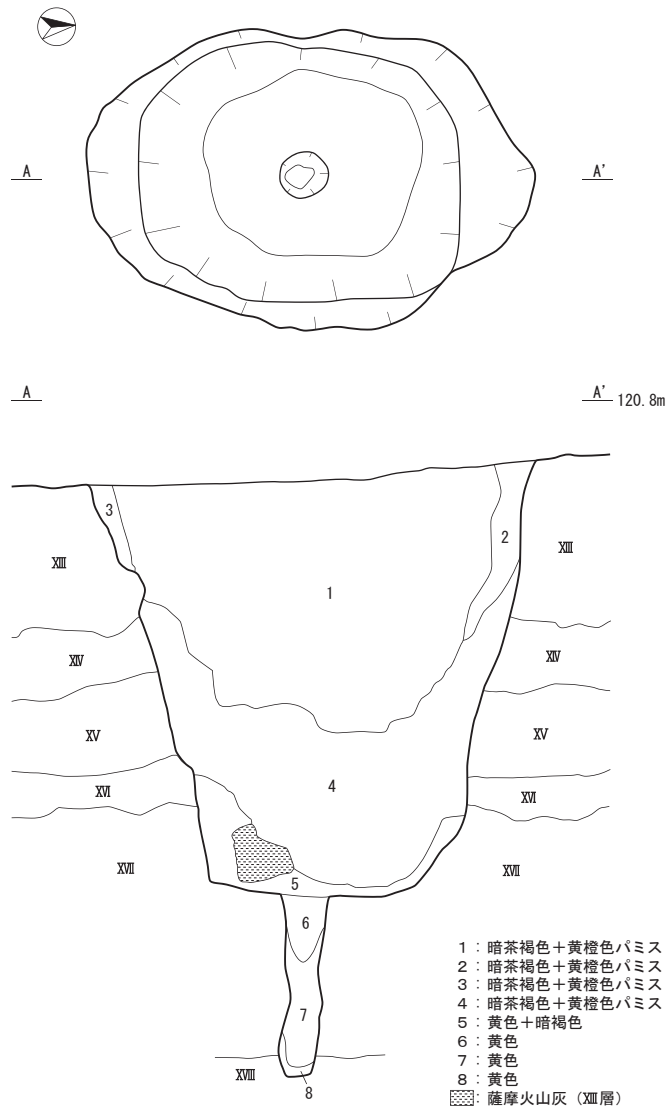 A A'
A A' 120.8m
3
2
XIII XIII
1
XIV XIV
XV XV
4
XVI XVI
XVII XVII
5
6
7
XVIII
8
1：暗茶褐色＋黄橙色パミス
2：暗茶褐色＋黄橙色パミス
3：暗茶褐色＋黄橙色パミス
4：暗茶褐色＋黄橙色パミス
5：黄色＋暗褐色
6：黄色
7：黄色
8：黄色
：薩摩火山灰（XIII層）